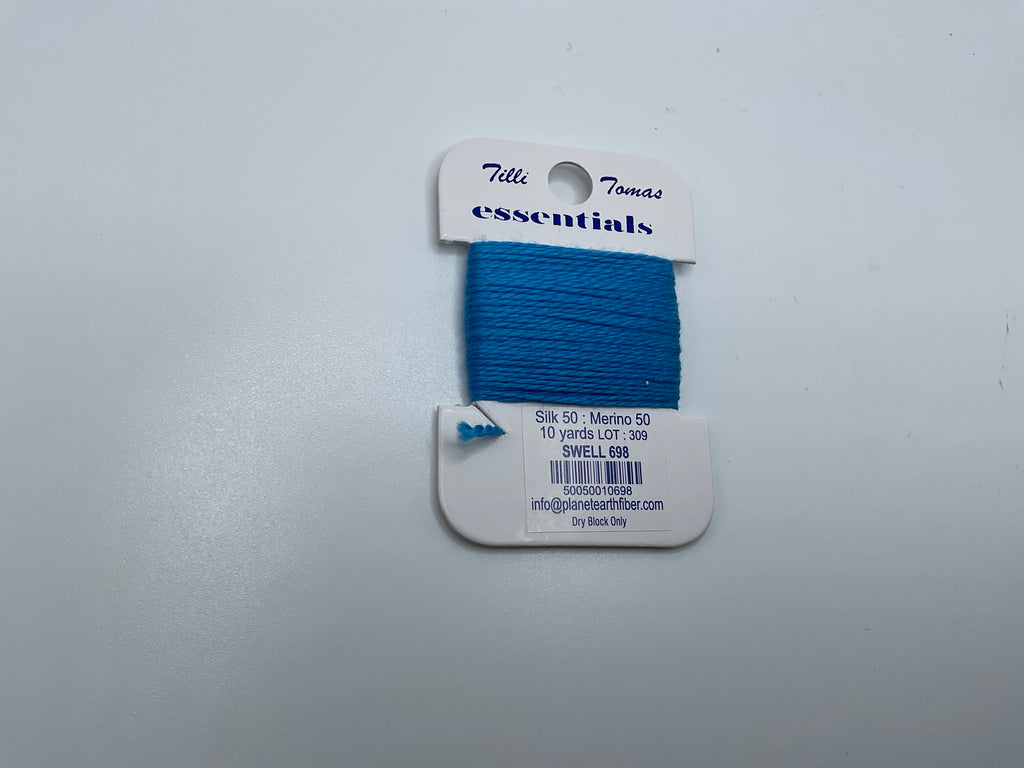 Tilli Tomas
essentials
Silk 50 : Merino 50
10 yards LOT : 309
SWELL 698
50050010698
info@planetearthfiber.com
Dry Block Only